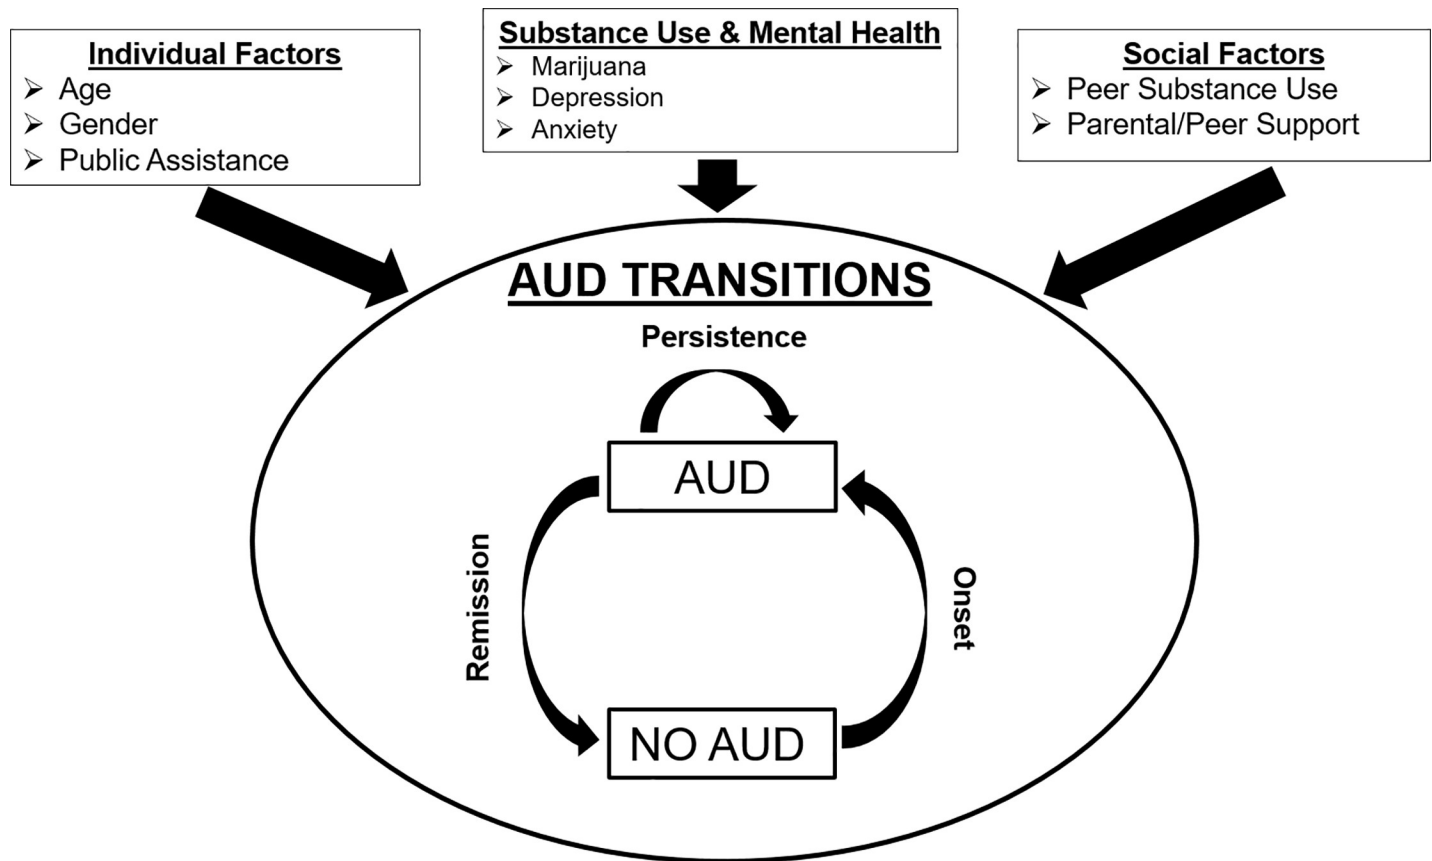 Individual Factors
➢ Age
➢ Gender
➢ Public Assistance
Substance Use & Mental Health
➢ Marijuana
➢ Depression
➢ Anxiety
Social Factors
➢ Peer Substance Use
➢ Parental/Peer Support
AUD TRANSITIONS
Persistence
AUD
Remission
Onset
NO AUD